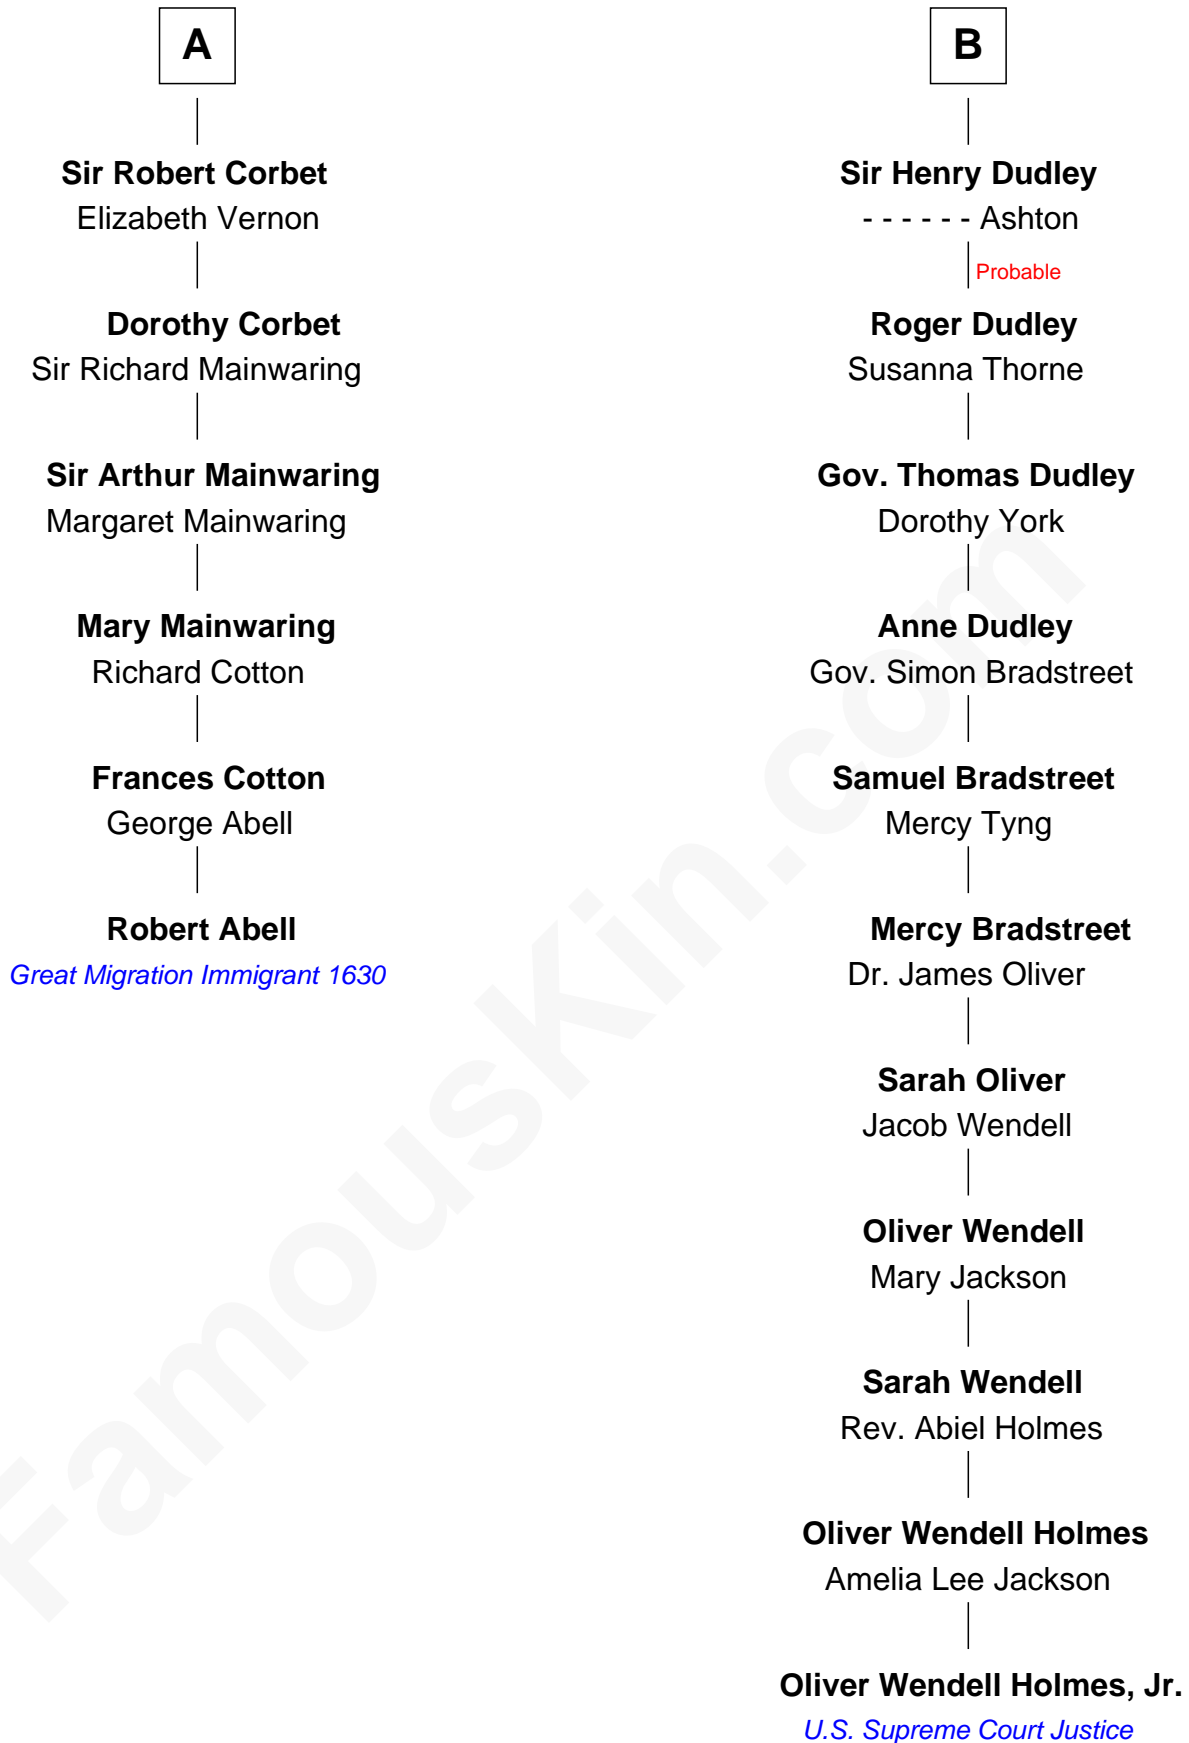 A
Sir Robert Corbet
Elizabeth Vernon
Dorothy Corbet
Sir Richard Mainwaring
Sir Arthur Mainwaring
Margaret Mainwaring
Mary Mainwaring
Richard Cotton
Frances Cotton
George Abell
Robert Abell
Great Migration Immigrant 1630
B
Sir Henry Dudley
- - - - - - Ashton
Probable
Roger Dudley
Susanna Thorne
Gov. Thomas Dudley
Dorothy York
Anne Dudley
Gov. Simon Bradstreet
Samuel Bradstreet
Mercy Tyng
Mercy Bradstreet
Dr. James Oliver
Sarah Oliver
Jacob Wendell
Oliver Wendell
Mary Jackson
Sarah Wendell
Rev. Abiel Holmes
Oliver Wendell Holmes
Amelia Lee Jackson
Oliver Wendell Holmes, Jr.
U.S. Supreme Court Justice
FamousKin.com